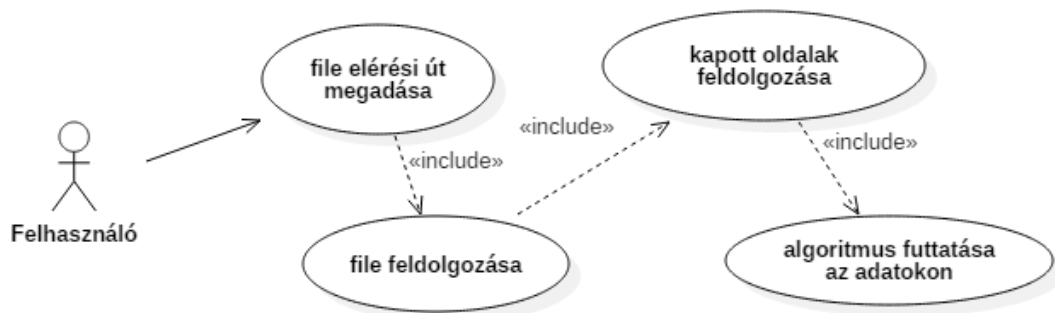 file elérési út
megadása
kapott oldalak
feldolgozása
«include»
«include»
«include»
Felhasználó
file feldolgozása
algoritmus futtatása
az adatokon